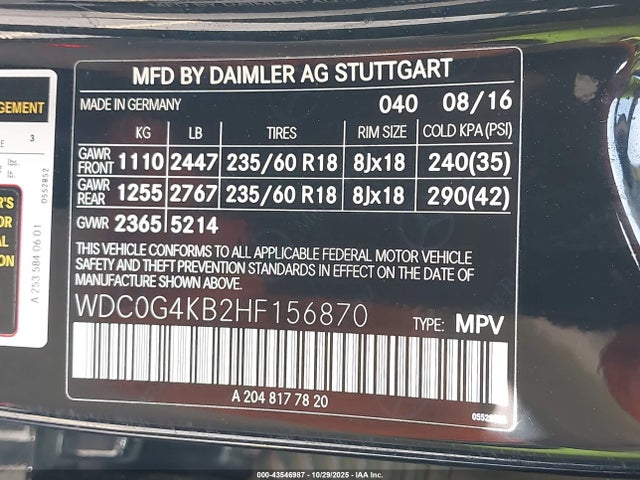 MFD BY DAIMLER AG STUTTGART
MADE IN GERMANY 040 08/16
KG LB TIRES RIM SIZE COLD KPA (PSI)
GAWR FRONT 1110 2447 235/60 R18 8Jx18 240(35)
GAWR REAR 1255 2767 235/60 R18 8Jx18 290(42)
GVWR 2365 5214
THIS VEHICLE CONFORMS TO ALL APPLICABLE FEDERAL MOTOR VEHICLE
SAFETY AND THEFT PREVENTION STANDARDS IN EFFECT ON THE DATE OF
MANUFACTURE SHOWN ABOVE.
WDC0G4KB2HF156870 TYPE: MPV
A 204 817 78 20
3
lbs.
lb.
0552852
A 253 584 06 01
000-43546987 - 10/29/2025 - IAA Inc.